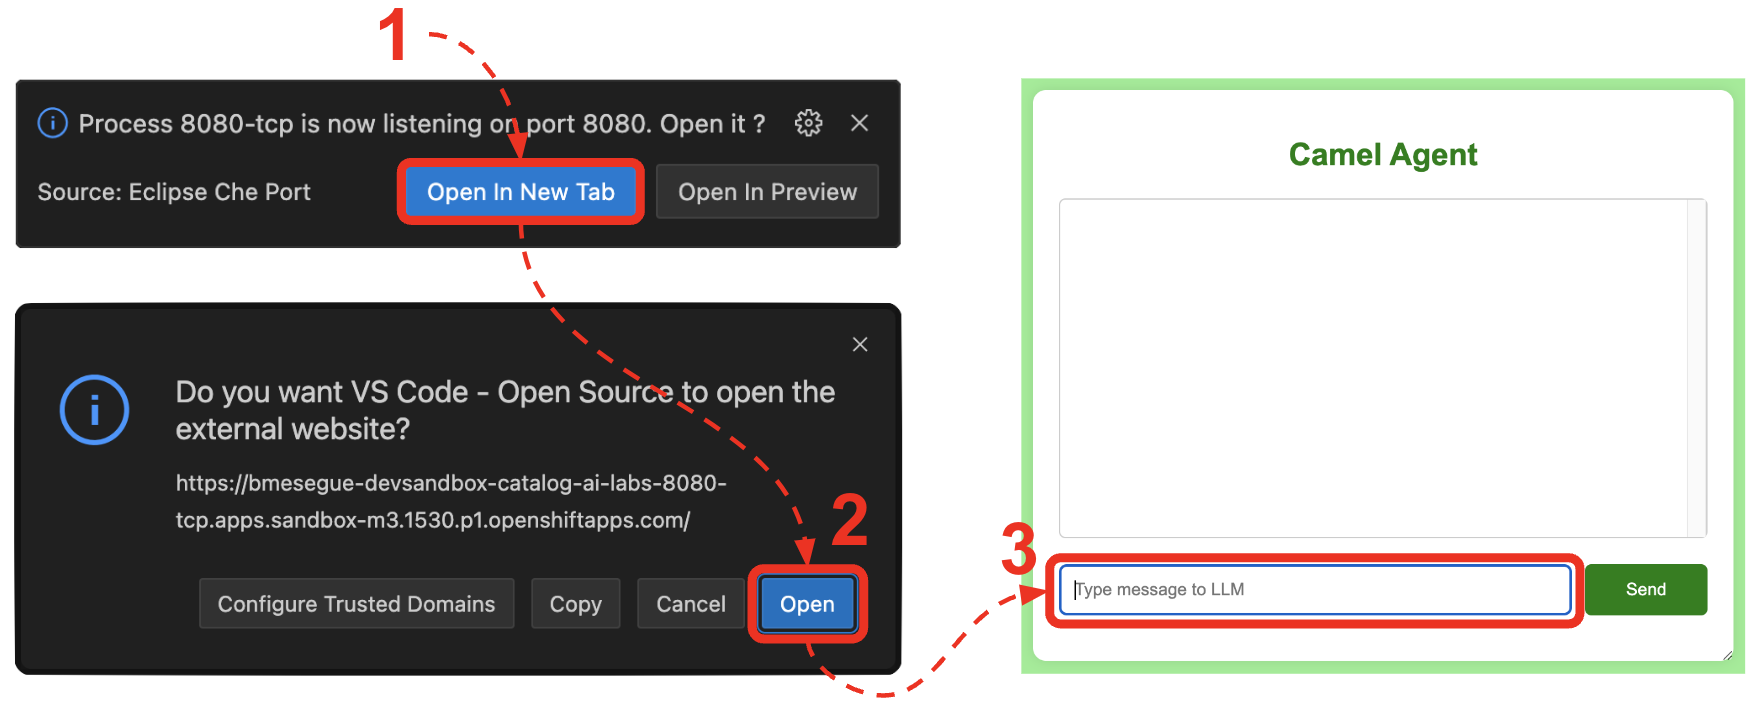 1
Process 8080-tcp is now listening on port 8080. Open it ?
Source: Eclipse Che Port
Open In New Tab
Open In Preview
Do you want VS Code - Open Source to open the
external website?
https://bmesegue-devsandbox-catalog-ai-labs-8080-
tcp.apps.sandbox-m3.1530.p1.openshiftapps.com/
2
Configure Trusted Domains
Copy
Cancel
Open
Camel Agent
3
Type message to LLM
Send